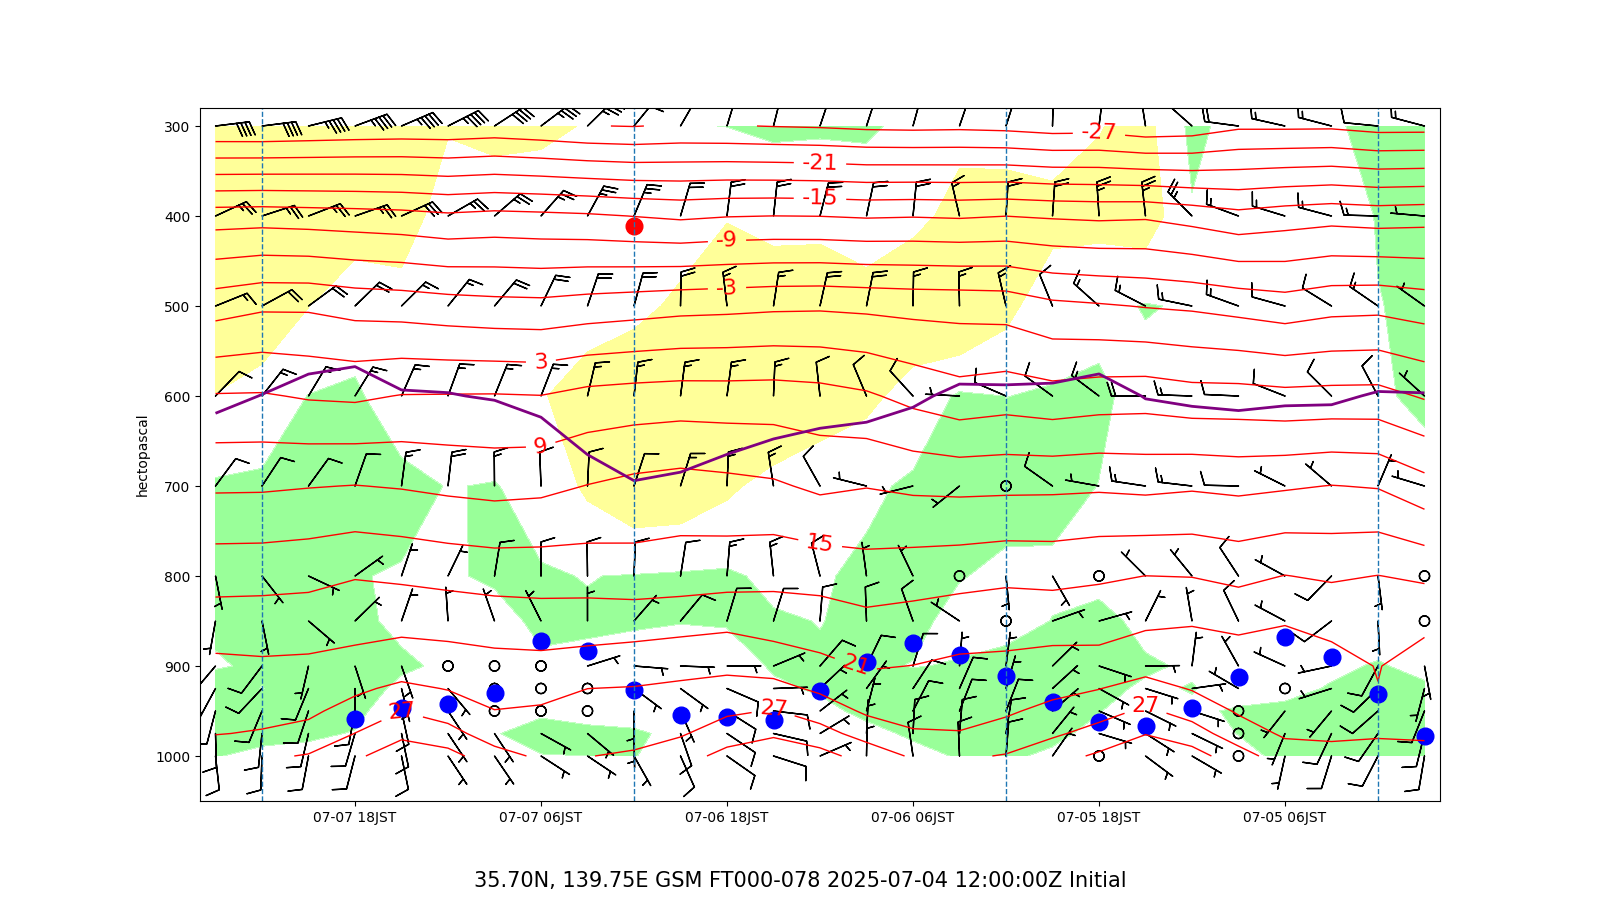 300
400
500
600
700
800
900
1000
hectopascal
-27
-21
-15
-9
-3
3
9
15
21
27
27
27
07-07 18JST
07-07 06JST
07-06 18JST
07-06 06JST
07-05 18JST
07-05 06JST
35.70N, 139.75E GSM FT000-078 2025-07-04 12:00:00Z Initial